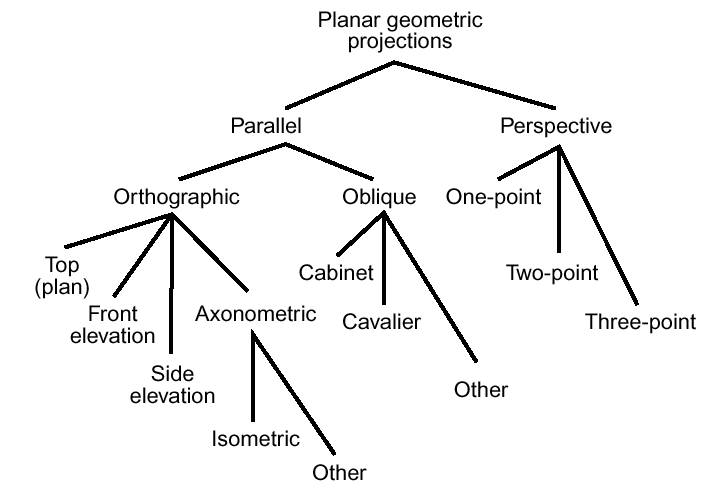 Planar geometric
projections
Parallel
Perspective
Orthographic
Oblique
One-point
Top
(plan)
Cabinet
Two-point
Front
elevation
Axonometric
Cavalier
Three-point
Side
elevation
Other
Isometric
Other